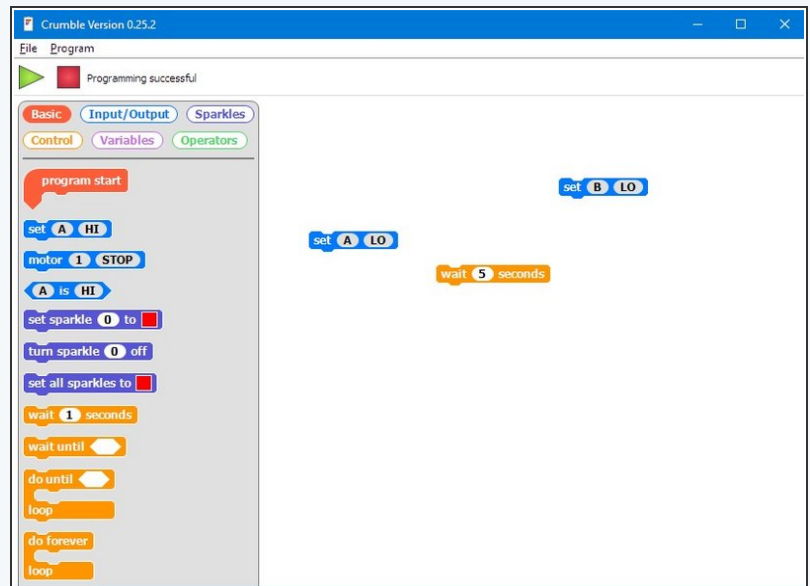 Crumble Version 0.25.2
File Program
Programming successful
Basic Input/Output Sparkles
Control Variables Operators
program start
set A HI
motor 1 STOP
A is HI
set sparkle 0 to
turn sparkle 0 off
set all sparkles to
wait 1 seconds
wait until
do until
loop
do forever
loop
set B LO
set A LO
wait 5 seconds